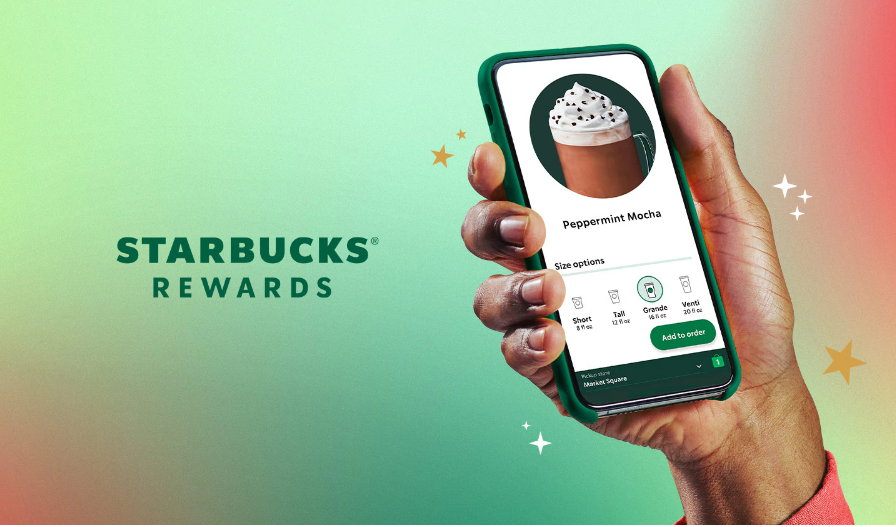 STARBUCKS®
REWARDS
Peppermint Mocha
Size options
Short
8 fl oz
Tall
12 fl oz
Grande
16 fl oz
Venti
20 fl oz
Add to order
Pickup store
Market Square
1